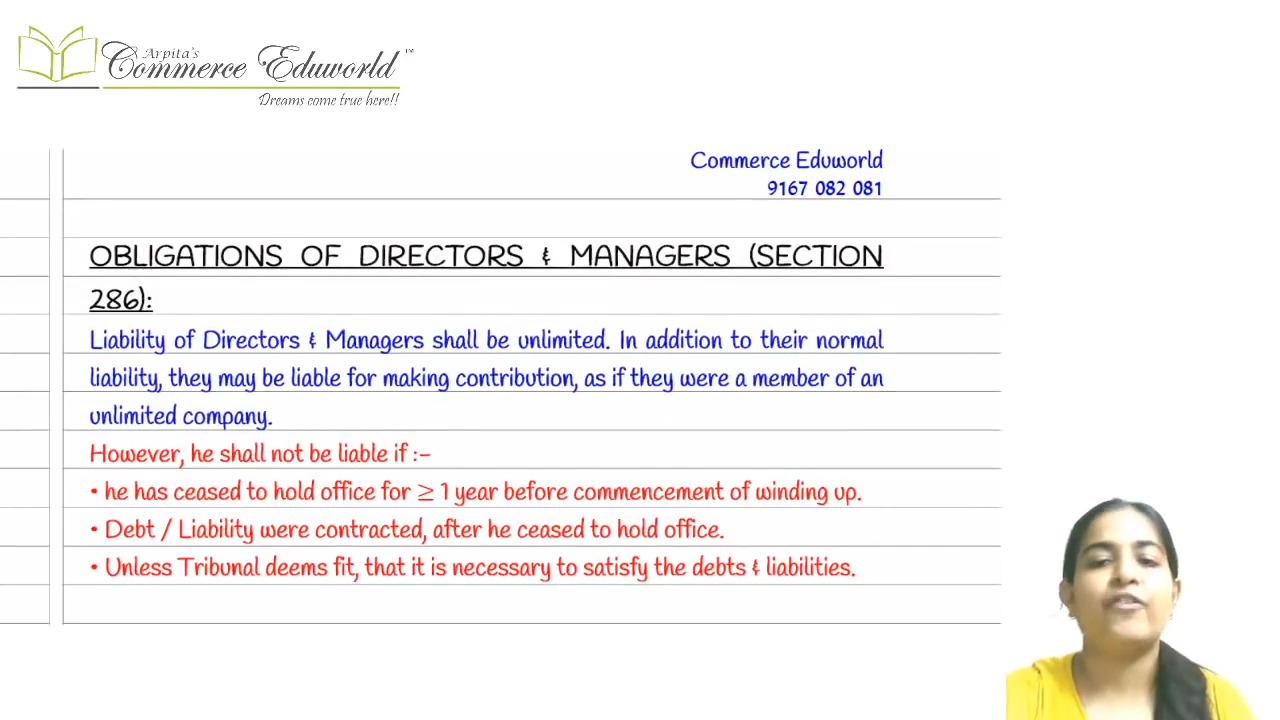 Arpita's
Commerce Eduworld™
Dreams come true here!!
Commerce Eduworld
9167 082 081
OBLIGATIONS OF DIRECTORS & MANAGERS (SECTION
286):
Liability of Directors & Managers shall be unlimited. In addition to their normal
liability, they may be liable for making contribution, as if they were a member of an
unlimited company.
However, he shall not be liable if :-
• he has ceased to hold office for ≥ 1 year before commencement of winding up.
• Debt / Liability were contracted, after he ceased to hold office.
• Unless Tribunal deems fit, that it is necessary to satisfy the debts & liabilities.